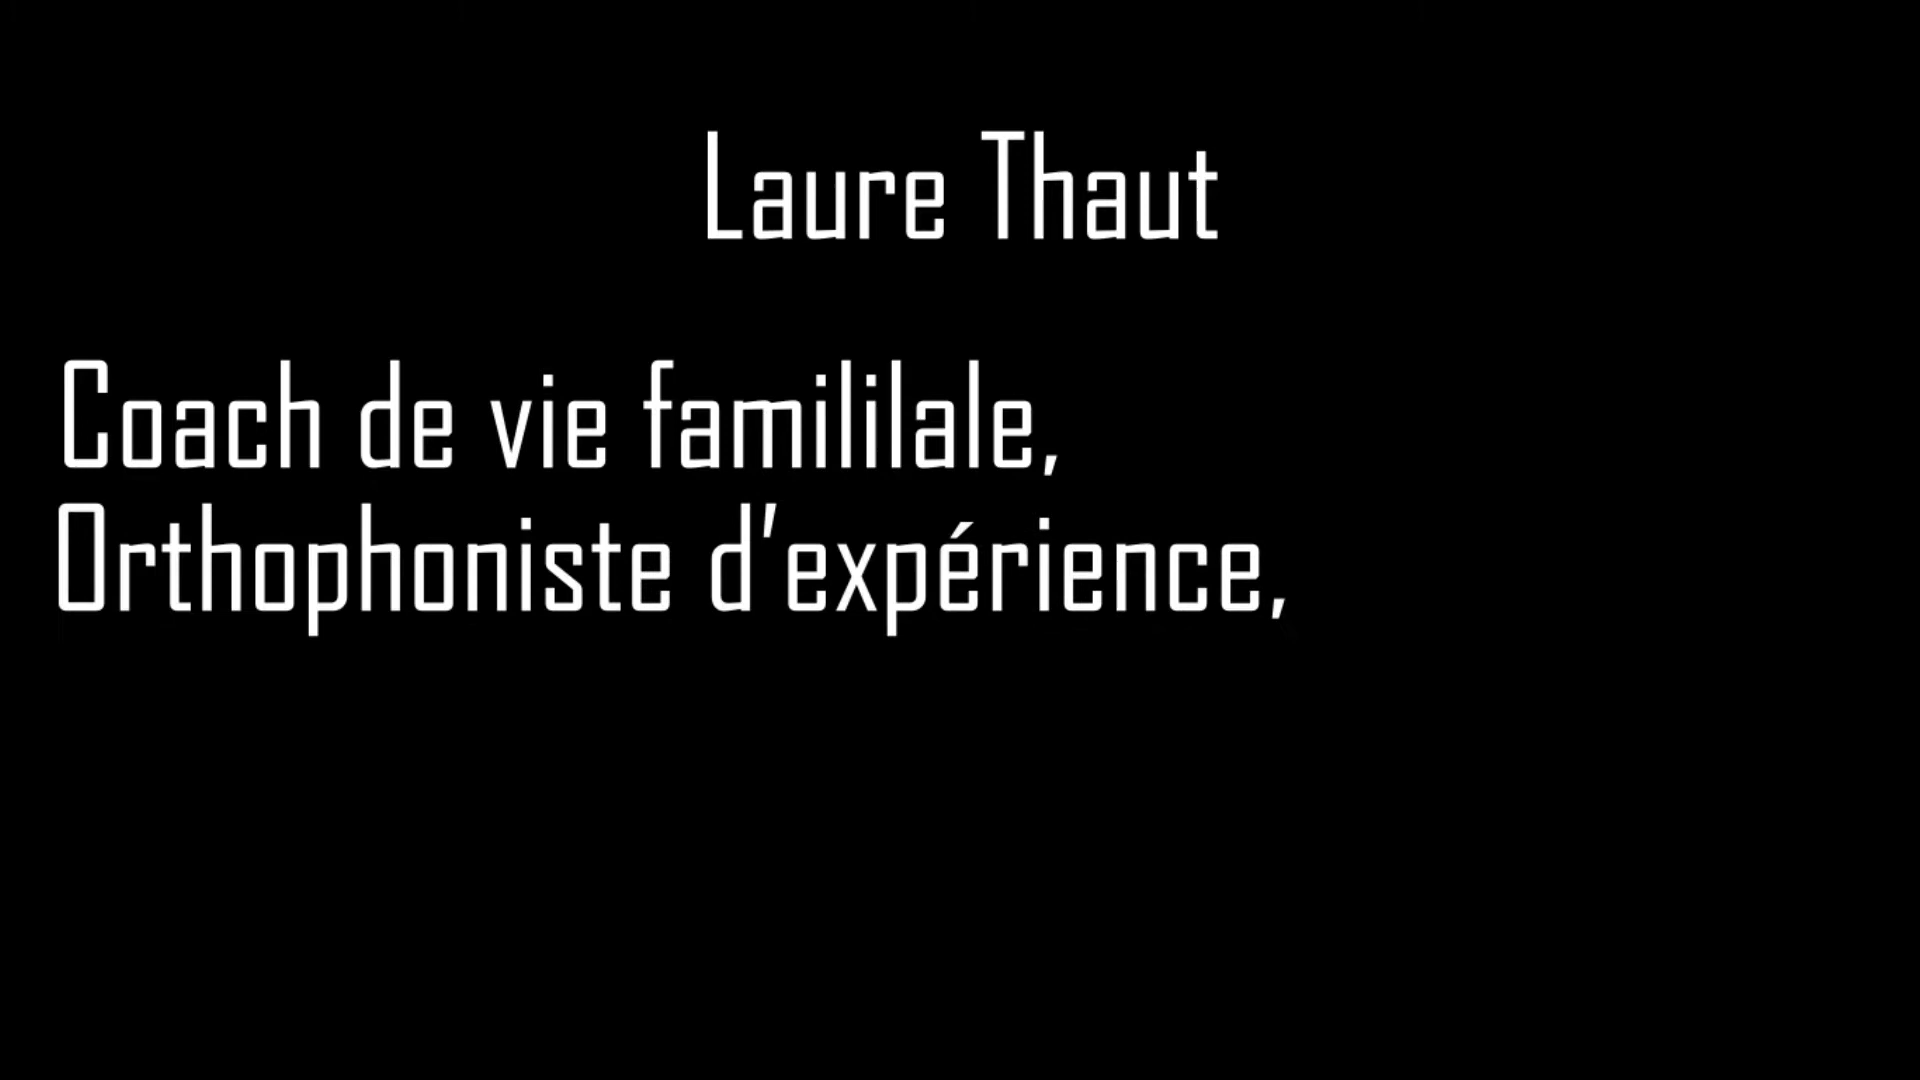 Laure Thaut
Coach de vie famililale,
Orthophoniste d'expérience,